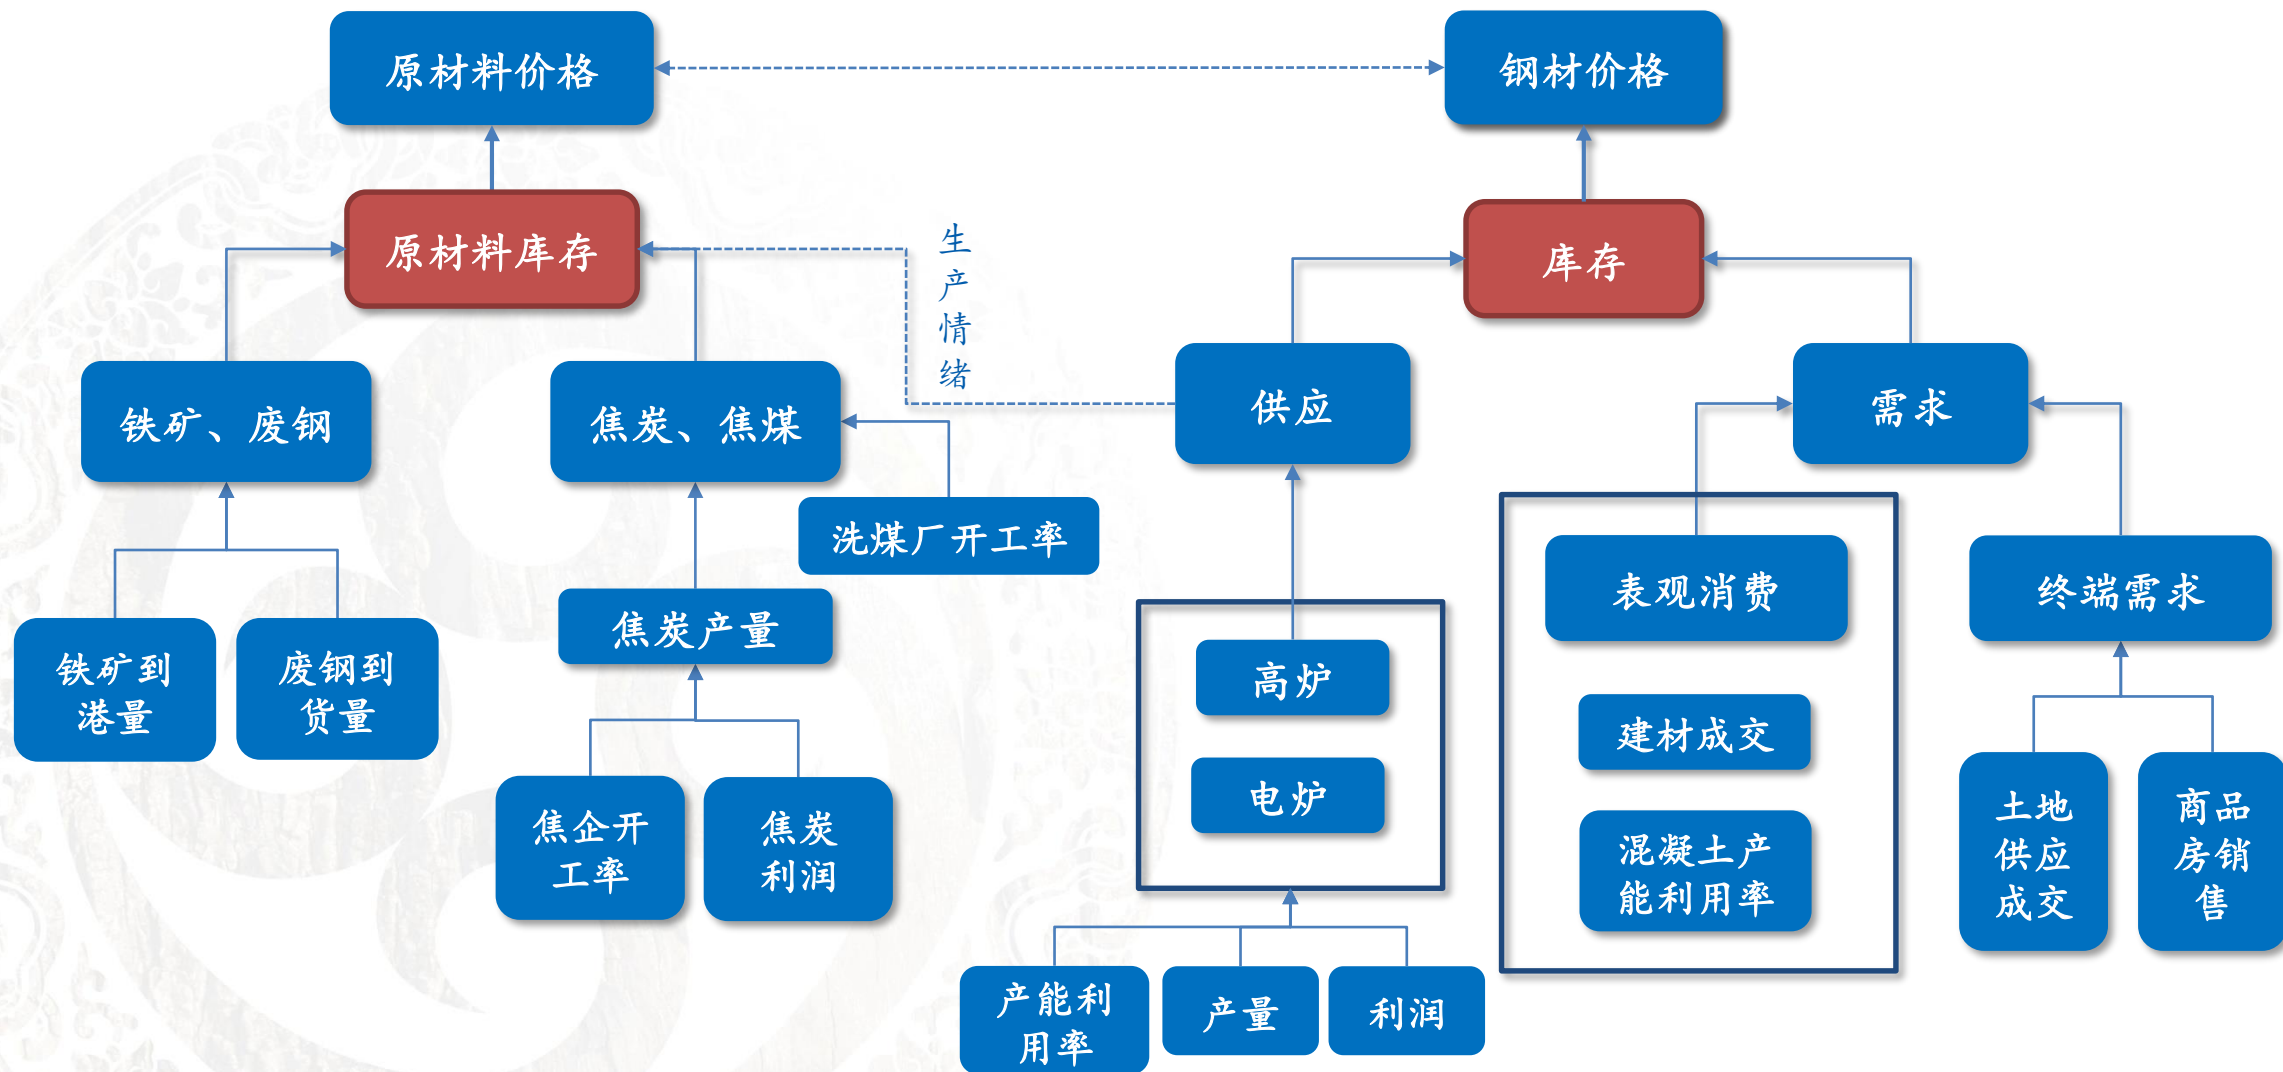 原材料价格
钢材价格
原材料库存
生
产
情
绪
库存
铁矿、废钢
焦炭、焦煤
供应
需求
洗煤厂开工率
焦炭产量
表观消费
终端需求
铁矿到
港量
废钢到
货量
高炉
建材成交
电炉
焦企开
工率
焦炭
利润
混凝土产
能利用率
土地
供应
成交
商品
房销
售
产能利
用率
产量
利润